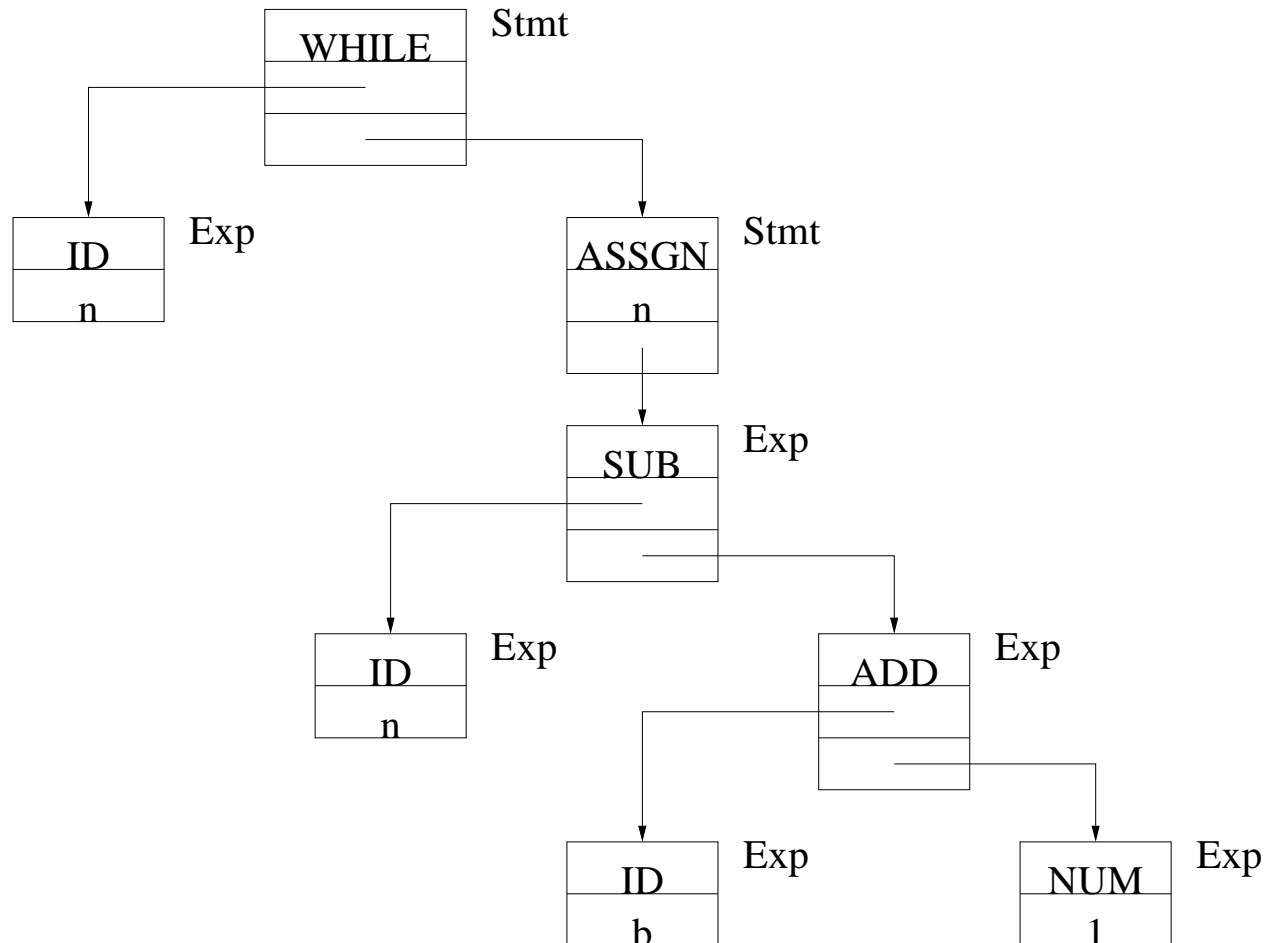 WHILE Stmt
ID Exp
n
ASSGN Stmt
n
SUB Exp
ID Exp
n
ADD Exp
ID Exp
b
NUM Exp
1